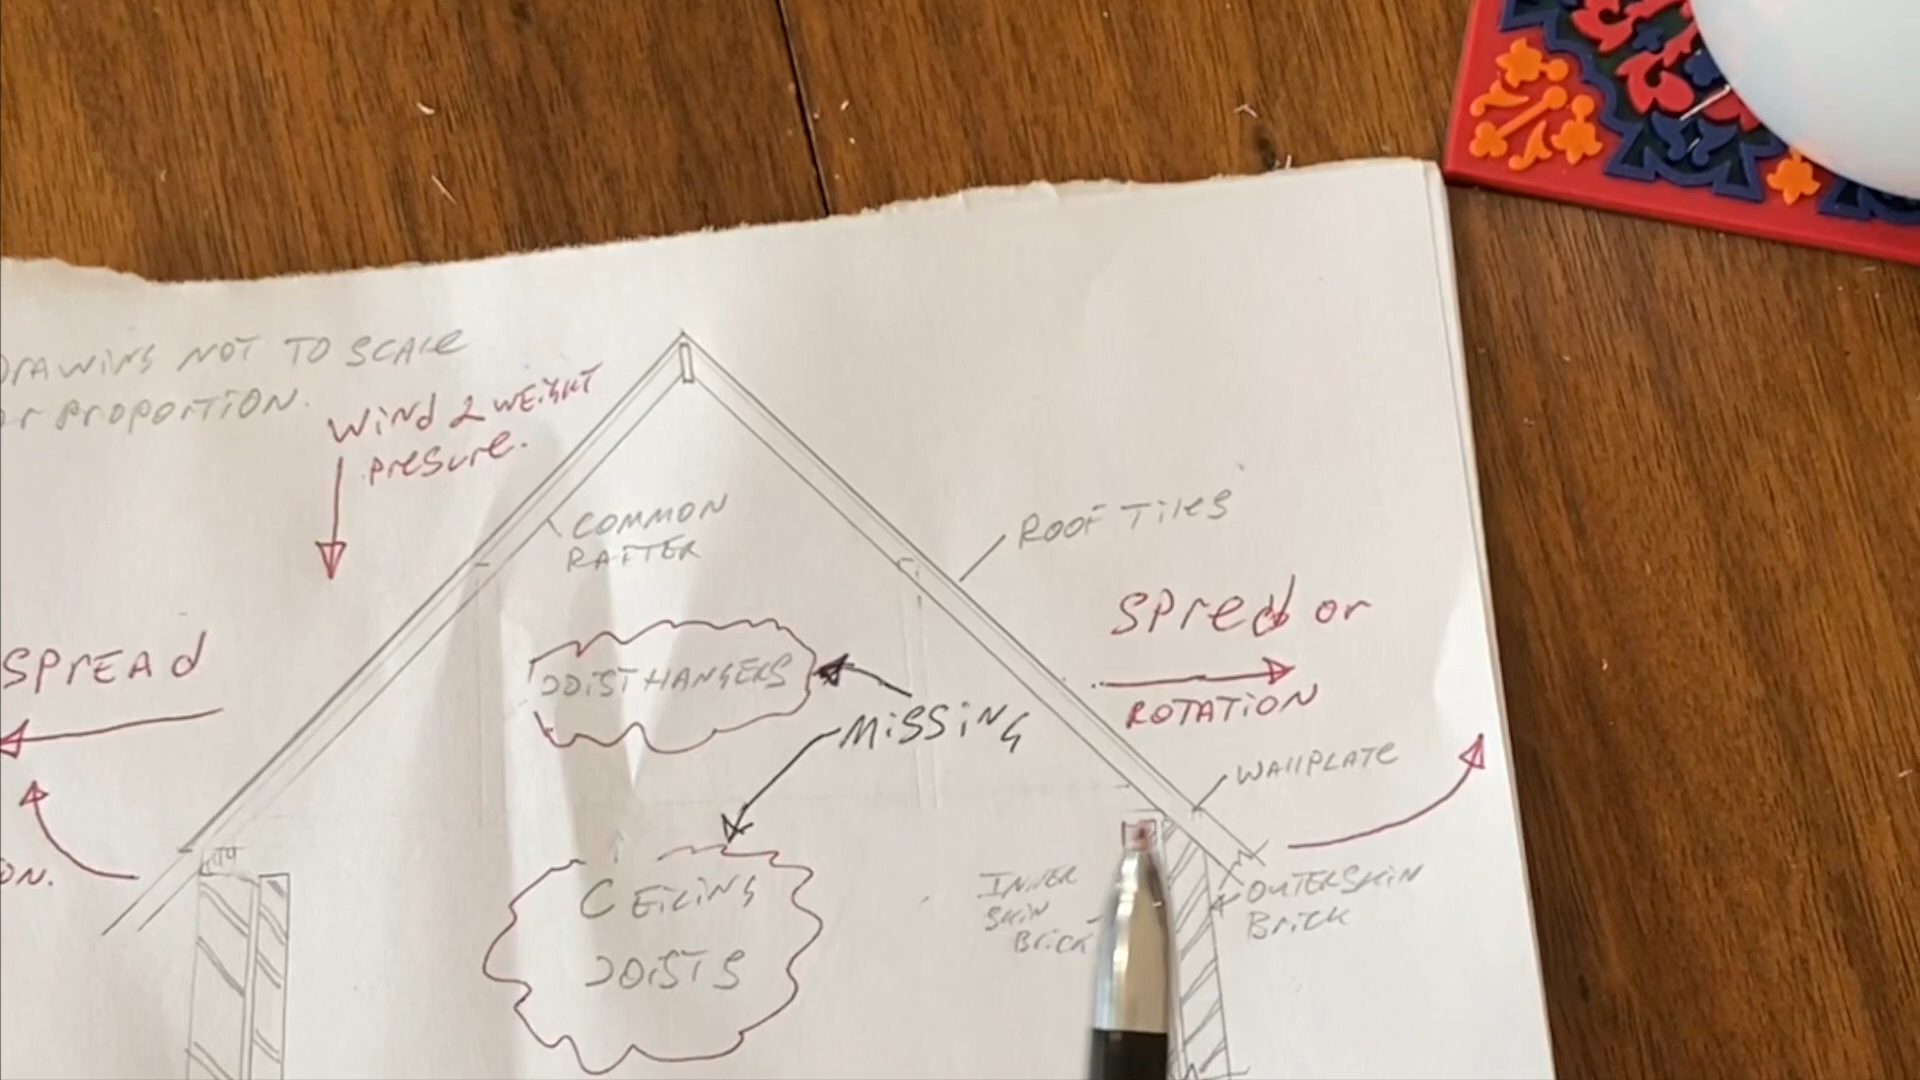 DRAWING NOT TO SCALE
or PROPORTION.
WIND & WEIGHT
PRESURE.
COMMON
RAFTER
ROOF TILES
SPREAD
SPREd or
ROTATION
JOIST HANGERS
MISSING
WALLPLATE
ON.
CEILING
JOISTS
INNER
SKIN
BRICK
OUTERSKIN
BRICK